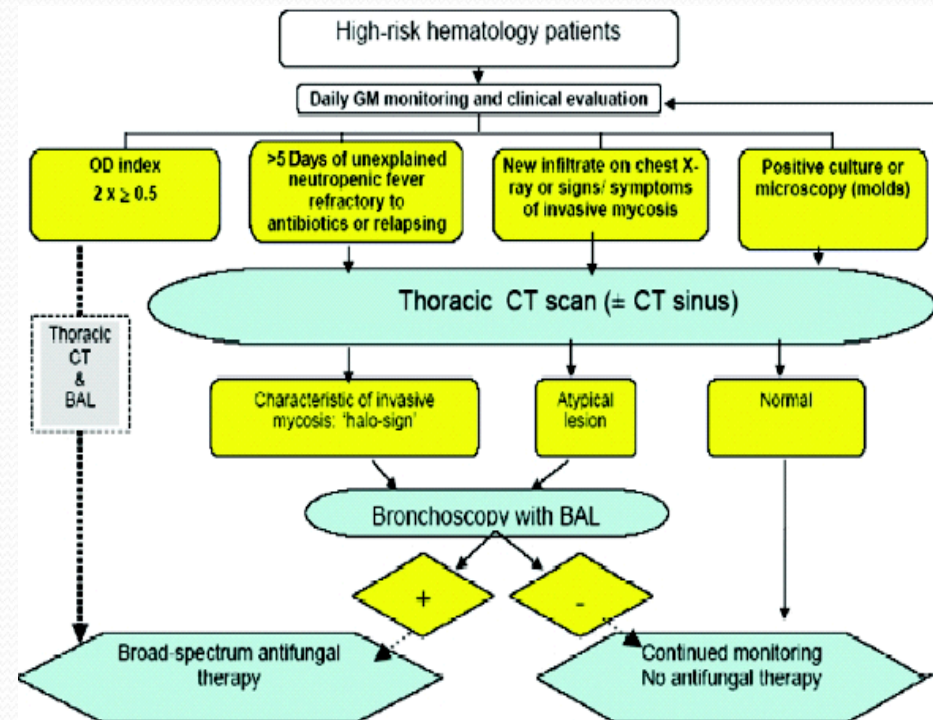 High-risk hematology patients
Daily GM monitoring and clinical evaluation
OD index
2 x ≥ 0.5
>5 Days of unexplained
neutropenic fever
refractory to
antibiotics or relapsing
New infiltrate on chest X-
ray or signs/ symptoms
of invasive mycosis
Positive culture or
microscopy (molds)
Thoracic CT scan (± CT sinus)
Thoracic
CT
&
BAL
Characteristic of invasive
mycosis: 'halo-sign'
Atypical
lesion
Normal
Bronchoscopy with BAL
+
-
Broad-spectrum antifungal
therapy
Continued monitoring
No antifungal therapy